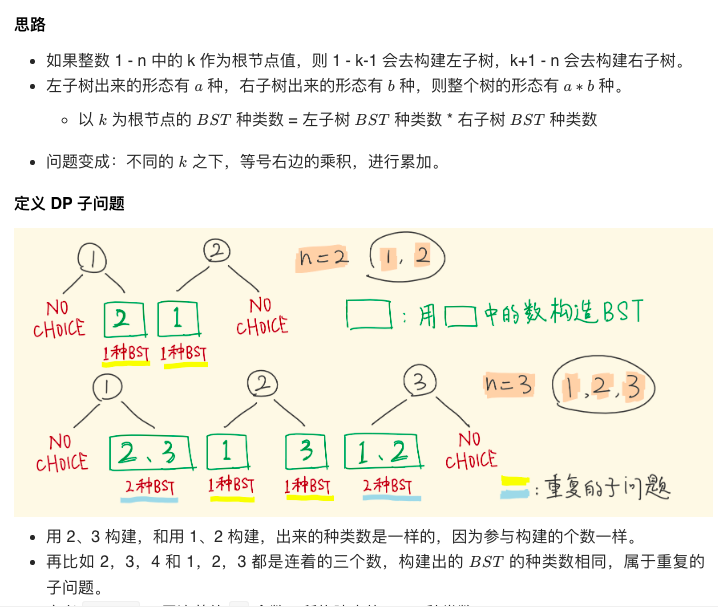 思路
如果整数 1 - n 中的 k 作为根节点值，则 1 - k-1 会去构建左子树，k+1 - n 会去构建右子树。
左子树出来的形态有 a 种，右子树出来的形态有 b 种，则整个树的形态有 a ∗ b 种。
以 k 为根节点的 BST 种类数 = 左子树 BST 种类数 * 右子树 BST 种类数
问题变成：不同的 k 之下，等号右边的乘积，进行累加。
定义 DP 子问题
1 2 n=2 1, 2
NO CHOICE 2 1 NO CHOICE □：用□中的数构造BST
1种BST 1种BST
1 2 3 n=3 1,2,3
NO CHOICE 2、3 1 3 1、2 NO CHOICE
2种BST 1种BST 1种BST 2种BST ：重复的子问题
用 2、3 构建，和用 1、2 构建，出来的种类数是一样的，因为参与构建的个数一样。
再比如 2，3，4 和 1，2，3 都是连着的三个数，构建出的 BST 的种类数相同，属于重复的
子问题。